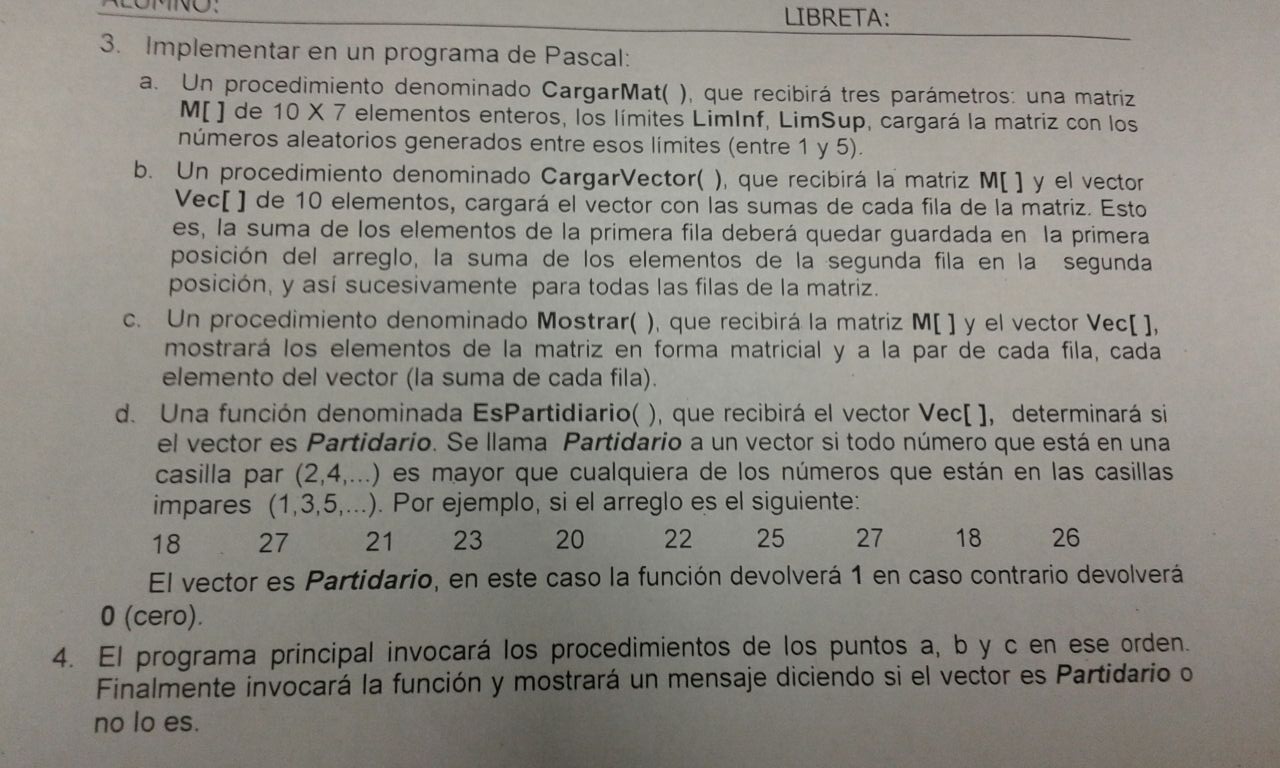 ALUMNO:
LIBRETA:
3. Implementar en un programa de Pascal:
a. Un procedimiento denominado CargarMat( ), que recibirá tres parámetros: una matriz
M[ ] de 10 X 7 elementos enteros, los límites LimInf, LimSup, cargará la matriz con los
números aleatorios generados entre esos límites (entre 1 y 5).
b. Un procedimiento denominado CargarVector( ), que recibirá la matriz M[ ] y el vector
Vec[ ] de 10 elementos, cargará el vector con las sumas de cada fila de la matriz. Esto
es, la suma de los elementos de la primera fila deberá quedar guardada en la primera
posición del arreglo, la suma de los elementos de la segunda fila en la segunda
posición, y así sucesivamente para todas las filas de la matriz.
c. Un procedimiento denominado Mostrar( ), que recibirá la matriz M[ ] y el vector Vec[ ],
mostrará los elementos de la matriz en forma matricial y a la par de cada fila, cada
elemento del vector (la suma de cada fila).
d. Una función denominada EsPartidiario( ), que recibirá el vector Vec[ ], determinará si
el vector es Partidario. Se llama Partidario a un vector si todo número que está en una
casilla par (2,4,...) es mayor que cualquiera de los números que están en las casillas
impares (1,3,5,...). Por ejemplo, si el arreglo es el siguiente:
18 27 21 23 20 22 25 27 18 26
El vector es Partidario, en este caso la función devolverá 1 en caso contrario devolverá
0 (cero).
4. El programa principal invocará los procedimientos de los puntos a, b y c en ese orden.
Finalmente invocará la función y mostrará un mensaje diciendo si el vector es Partidario o
no lo es.